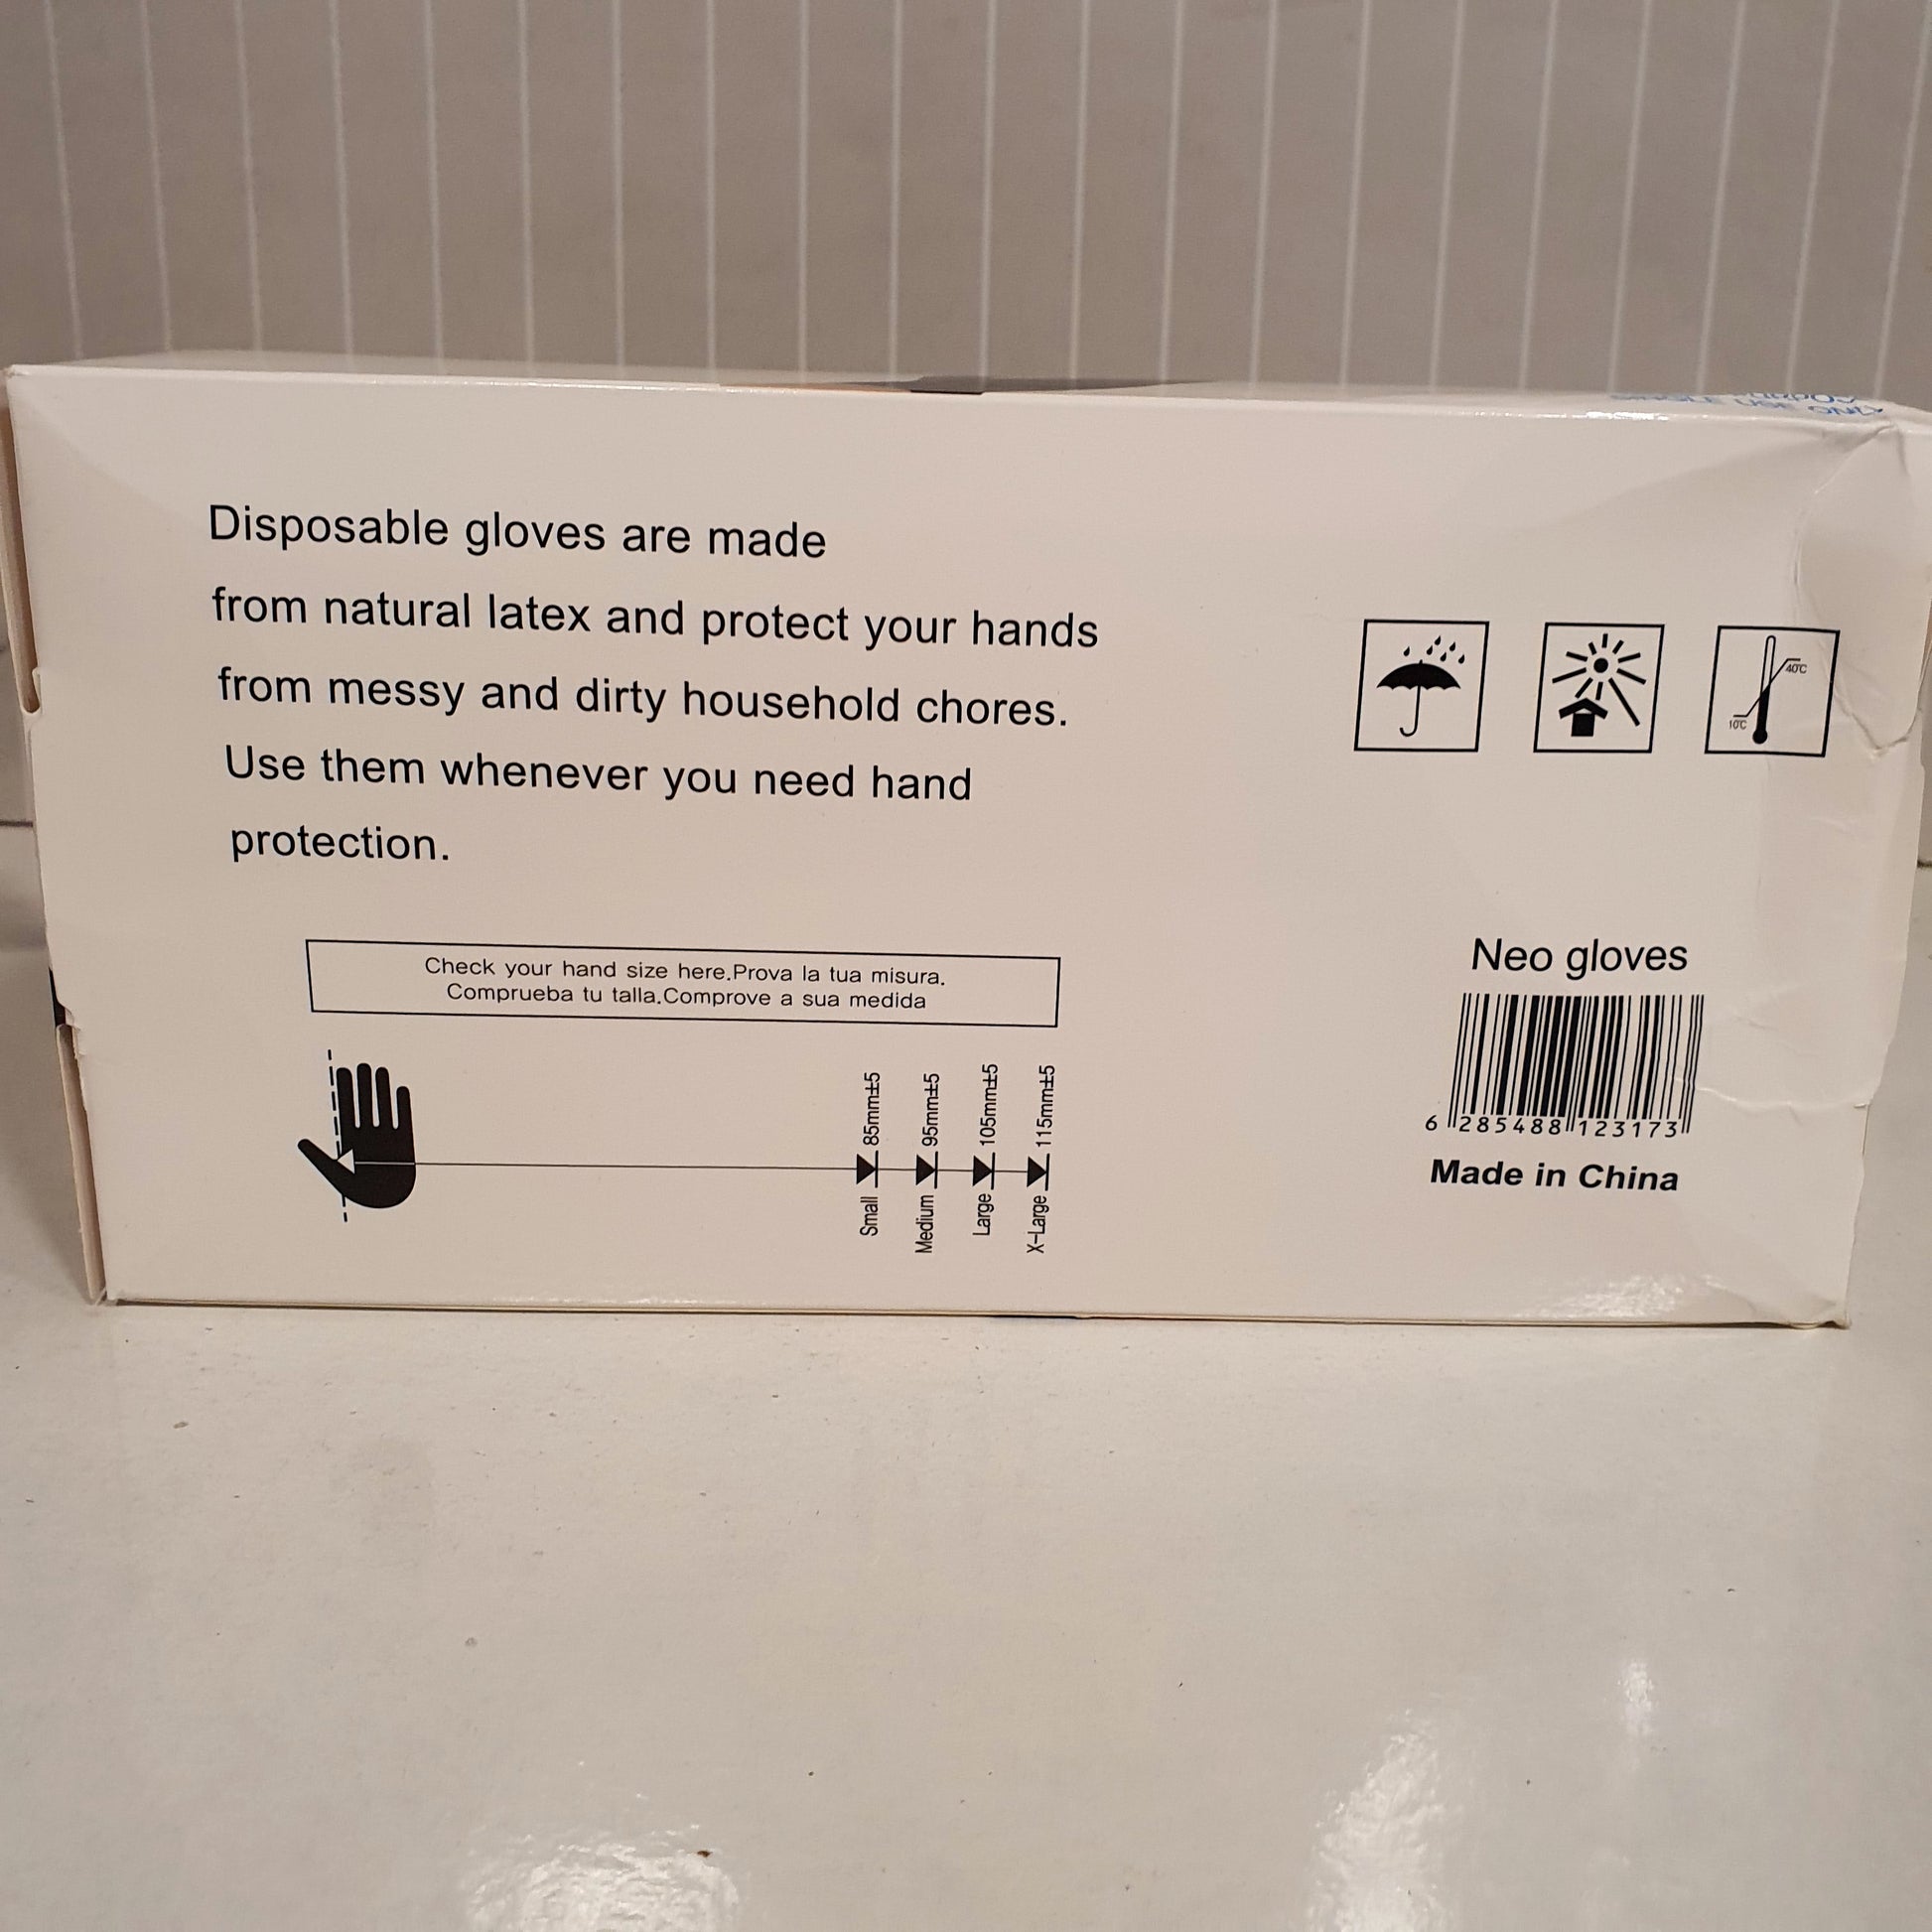 SINGLE USE ONLY
Disposable gloves are made
from natural latex and protect your hands
from messy and dirty household chores.
Use them whenever you need hand
protection.
40℃
10℃
Check your hand size here.Prova la tua misura.
Comprueba tu talla.Comprove a sua medida
Small 85mm±5
Medium 95mm±5
Large 105mm±5
X-Large 115mm±5
Neo gloves
6 285488 123173
Made in China